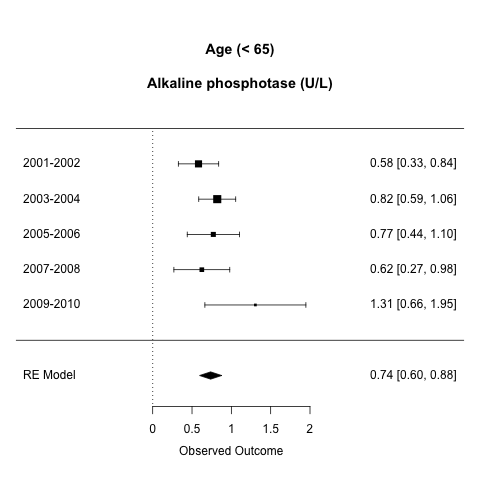 Age (< 65)
Alkaline phosphotase (U/L)
2001-2002 0.58 [0.33, 0.84]
2003-2004 0.82 [0.59, 1.06]
2005-2006 0.77 [0.44, 1.10]
2007-2008 0.62 [0.27, 0.98]
2009-2010 1.31 [0.66, 1.95]
RE Model 0.74 [0.60, 0.88]
0 0.5 1 1.5 2
Observed Outcome